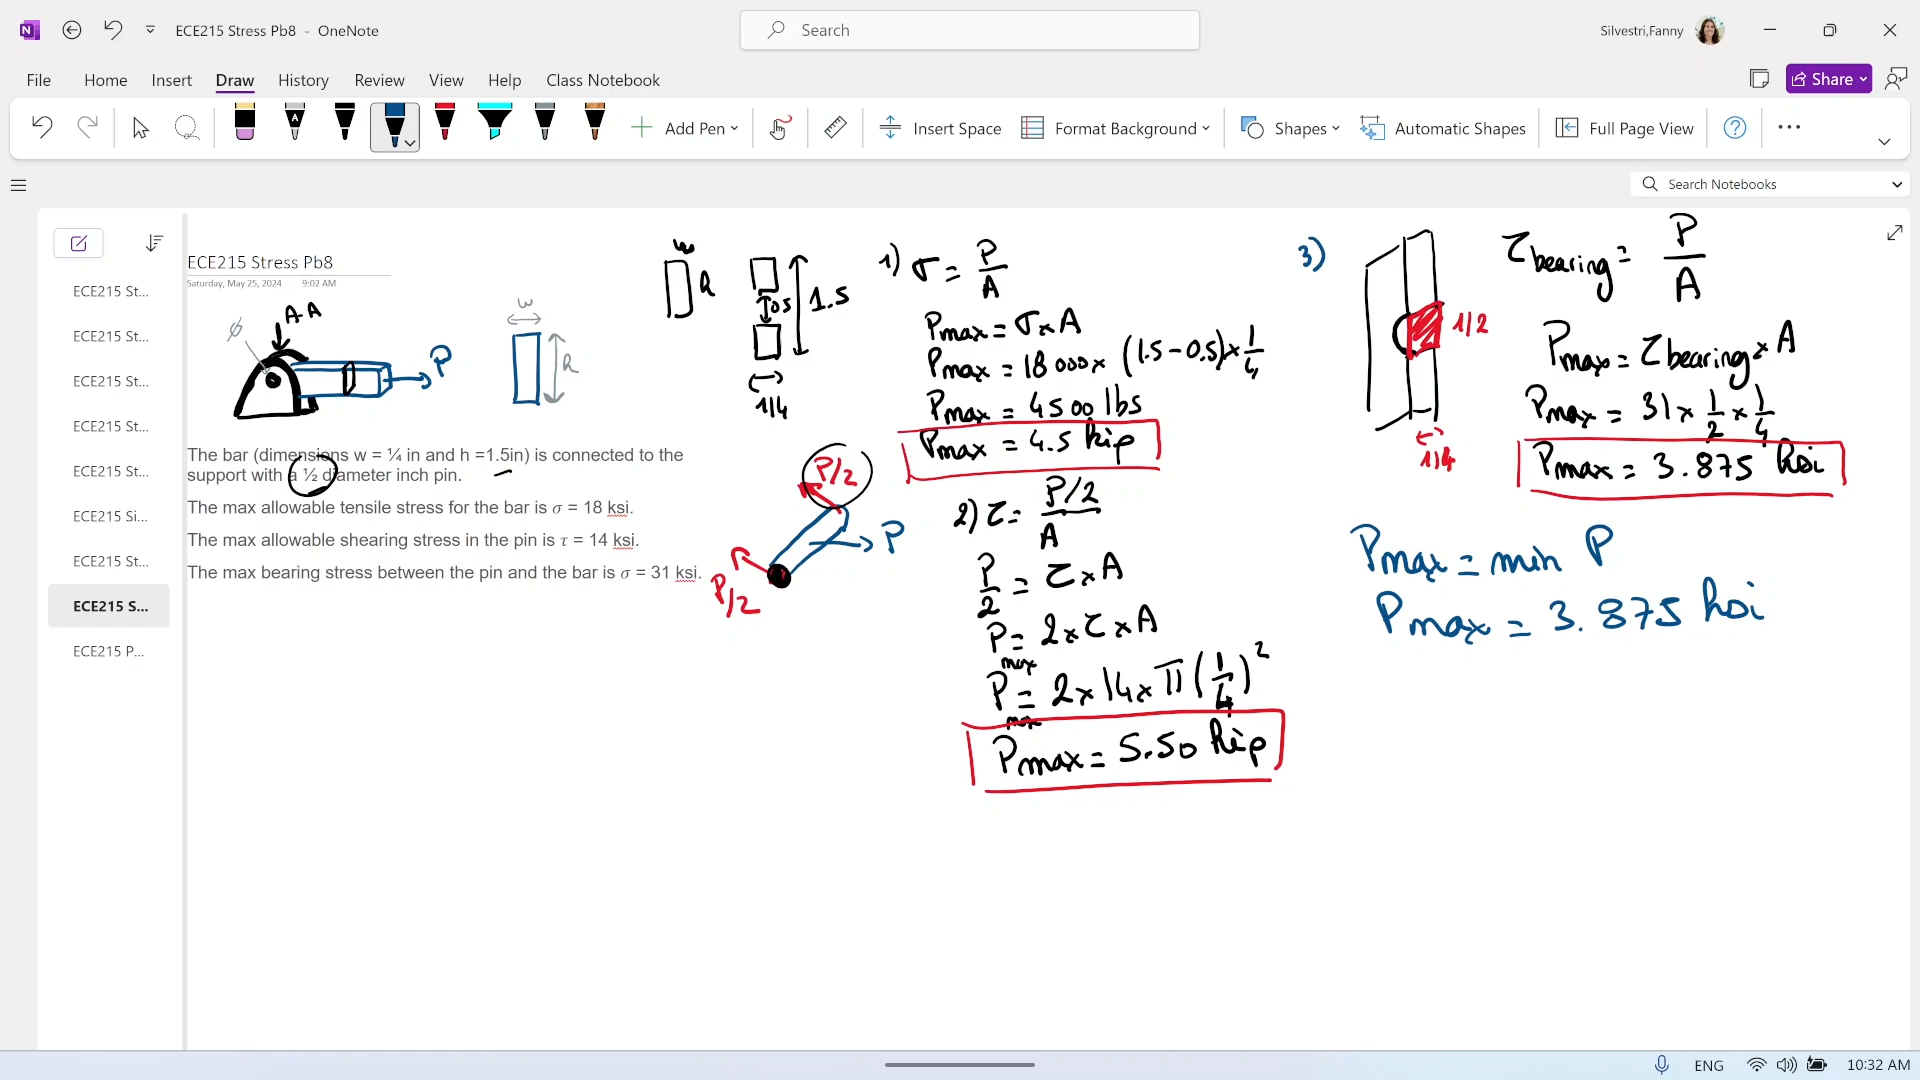 ECE215 Stress Pb8 - OneNote
Search
Silvestri,Fanny
File Home Insert Draw History Review View Help Class Notebook
Share
Add Pen
Insert Space
Format Background
Shapes
Automatic Shapes
Full Page View
Search Notebooks
ECE215 St...
ECE215 St...
ECE215 St...
ECE215 St...
ECE215 St...
ECE215 Si...
ECE215 St...
ECE215 S...
ECE215 P...
ECE215 Stress Pb8
Saturday, May 25, 2024 9:02 AM
φ
A-A
P
w
h
The bar (dimensions w = ¼ in and h =1.5in) is connected to the
support with a ½ diameter inch pin.
The max allowable tensile stress for the bar is σ = 18 ksi.
The max allowable shearing stress in the pin is τ = 14 ksi.
The max bearing stress between the pin and the bar is σ = 31 ksi.
w
h
0.5
1.5
1/4
P/2
P
P/2
1) σ = P/A
Pmax = σ x A
Pmax = 18 000 x (1.5 - 0.5) x 1/4
Pmax = 4500 lbs
Pmax = 4.5 kip
2) τ = P/2 / A
P/2 = τ x A
Pmax = 2 x τ x A
Pmax = 2 x 14 x π (1/4)²
Pmax = 5.50 kip
3)
1/2
1/4
τbearing = P/A
Pmax = τbearing x A
Pmax = 31 x 1/2 x 1/4
Pmax = 3.875 ksi
Pmax = min P
Pmax = 3.875 ksi
ENG
10:32 AM